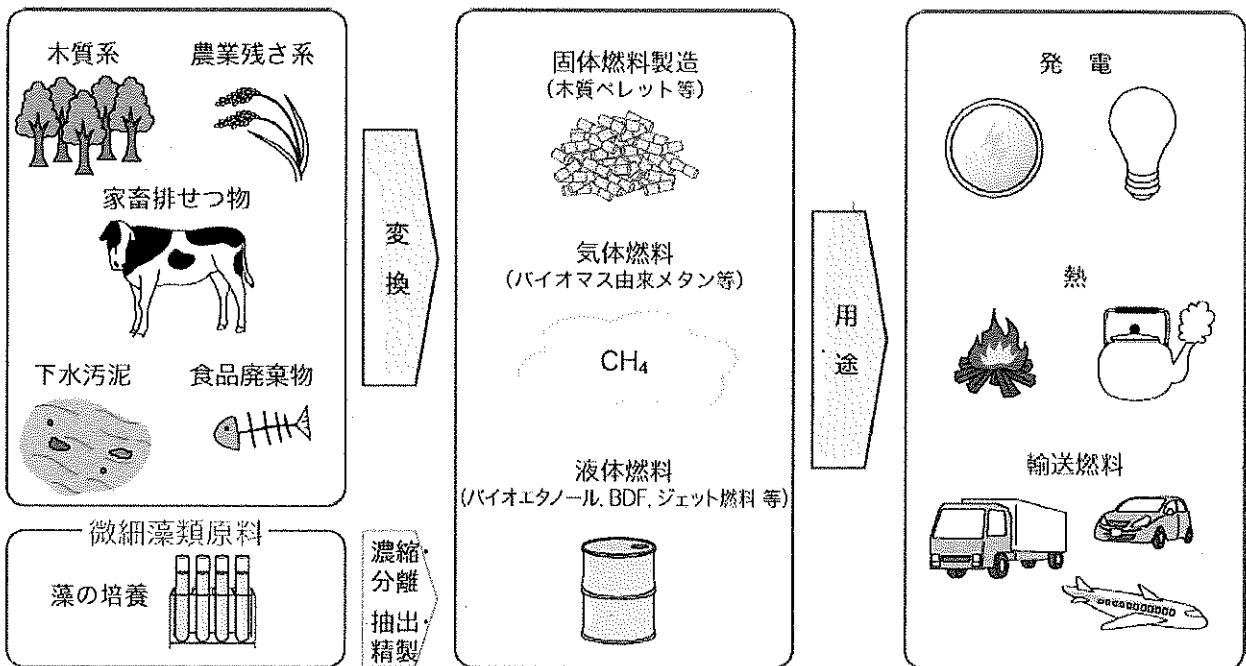 木質系
農業残さ系
家畜排せつ物
下水汚泥
食品廃棄物
微細藻類原料
藻の培養
変換
濃縮・
分離
抽出・
精製
固体燃料製造
(木質ペレット等)
気体燃料
(バイオマス由来メタン等)
CH₄
液体燃料
(バイオエタノール, BDF, ジェット燃料 等)
用途
発電
熱
輸送燃料